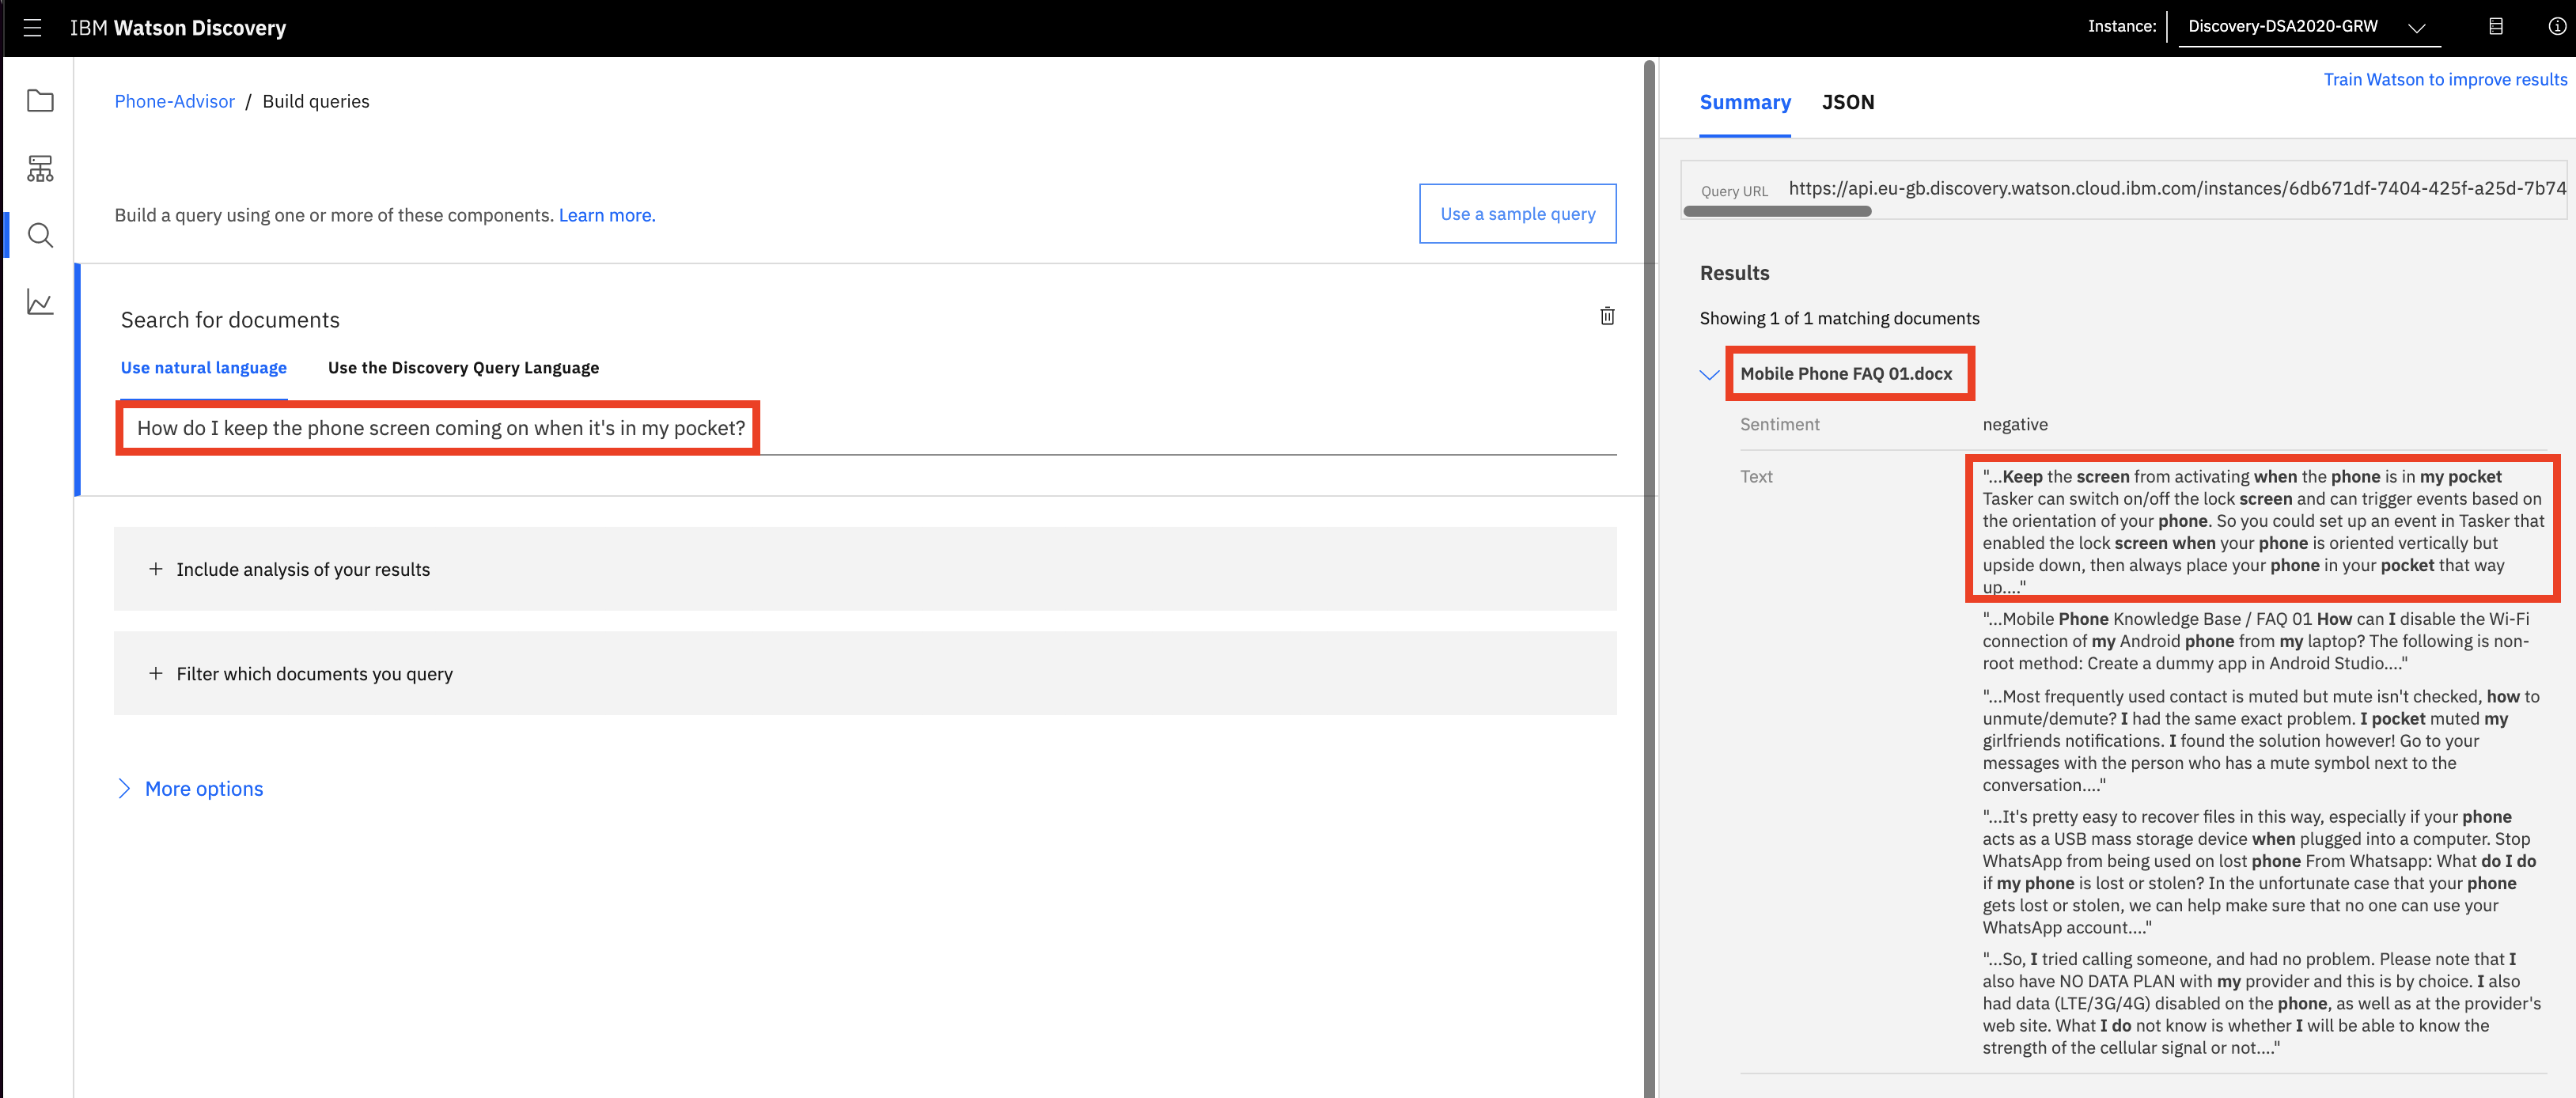 IBM Watson Discovery
Instance:
Discovery-DSA2020-GRW
Phone-Advisor / Build queries
Build a query using one or more of these components. Learn more.
Use a sample query
Search for documents
Use natural language
Use the Discovery Query Language
How do I keep the phone screen coming on when it's in my pocket?
+ Include analysis of your results
+ Filter which documents you query
More options
Train Watson to improve results
Summary
JSON
Query URL
https://api.eu-gb.discovery.watson.cloud.ibm.com/instances/6db671df-7404-425f-a25d-7b74
Results
Showing 1 of 1 matching documents
Mobile Phone FAQ 01.docx
Sentiment
negative
Text
"...Keep the screen from activating when the phone is in my pocket
Tasker can switch on/off the lock screen and can trigger events based on
the orientation of your phone. So you could set up an event in Tasker that
enabled the lock screen when your phone is oriented vertically but
upside down, then always place your phone in your pocket that way
up...."
"...Mobile Phone Knowledge Base / FAQ 01 How can I disable the Wi-Fi
connection of my Android phone from my laptop? The following is non-
root method: Create a dummy app in Android Studio...."
"...Most frequently used contact is muted but mute isn't checked, how to
unmute/demute? I had the same exact problem. I pocket muted my
girlfriends notifications. I found the solution however! Go to your
messages with the person who has a mute symbol next to the
conversation...."
"...It's pretty easy to recover files in this way, especially if your phone
acts as a USB mass storage device when plugged into a computer. Stop
WhatsApp from being used on lost phone From Whatsapp: What do I do
if my phone is lost or stolen? In the unfortunate case that your phone
gets lost or stolen, we can help make sure that no one can use your
WhatsApp account...."
"...So, I tried calling someone, and had no problem. Please note that I
also have NO DATA PLAN with my provider and this is by choice. I also
had data (LTE/3G/4G) disabled on the phone, as well as at the provider's
web site. What I do not know is whether I will be able to know the
strength of the cellular signal or not...."